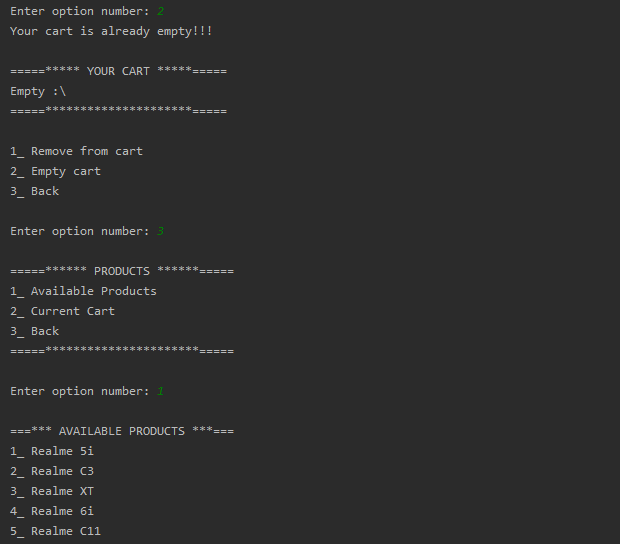 Enter option number: 2
Your cart is already empty!!!
=====***** YOUR CART *****=====
Empty :\
=====*********************=====
1_ Remove from cart
2_ Empty cart
3_ Back
Enter option number: 3
=====****** PRODUCTS ******=====
1_ Available Products
2_ Current Cart
3_ Back
=====**********************=====
Enter option number: 1
===*** AVAILABLE PRODUCTS ***===
1_ Realme 5i
2_ Realme C3
3_ Realme XT
4_ Realme 6i
5_ Realme C11